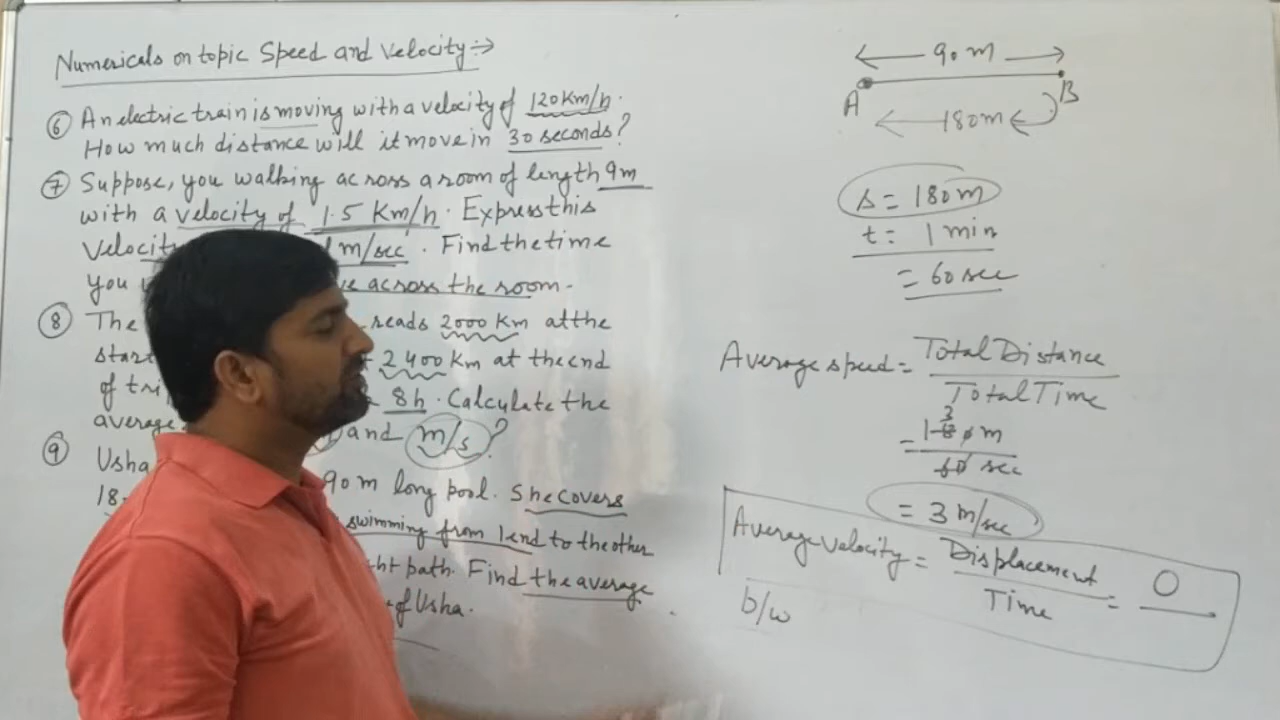 Numericals on topic Speed and Velocity :→
⑥ An electric train is moving with a velocity of 120 Km/h.
How much distance will it move in 30 seconds?
⑦ Suppose, you walking across a room of length 9m
with a velocity of 1.5 Km/h. Express this
Velocity m/sec. Find the time
you across the room.
⑧ The reads 2000 Km at the
start 2400 Km at the end
of 8h. Calculate the
average and m/s?
⑨ Usha 90 m long pool. She covers
18 swimming from 1 end to the other
path. Find the average
of Usha.
90 m
A B
180m
s = 180 m
t = 1 min
= 60 sec
Average speed = Total Distance
Total Time
= 180 m 3
60 sec
= 3 m/sec
Average velocity = Displacement = 0
Time
b/w